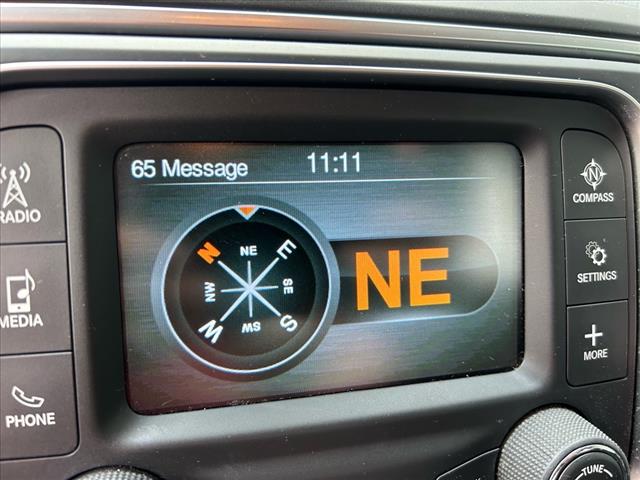 65 Message 11:11
RADIO
MEDIA
PHONE
N NE E
NW SE
W SW S
NE
N
COMPASS
SETTINGS
MORE
TUNE